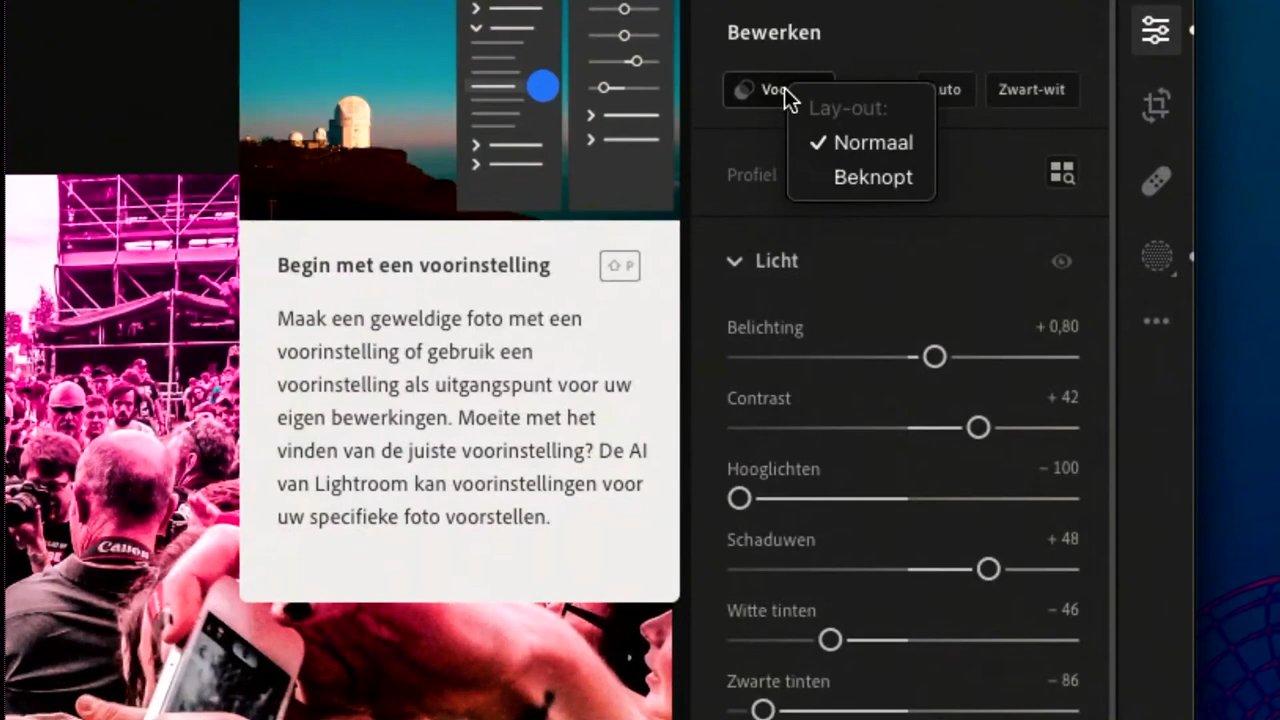 Bewerken
Zwart-wit
Lay-out:
Normaal
Beknopt
Profiel
Begin met een voorinstelling
P
Maak een geweldige foto met een
voorinstelling of gebruik een
voorinstelling als uitgangspunt voor uw
eigen bewerkingen. Moeite met het
vinden van de juiste voorinstelling? De AI
van Lightroom kan voorinstellingen voor
uw specifieke foto voorstellen.
Canon
Licht
Belichting + 0,80
Contrast + 42
Hooglichten − 100
Schaduwen + 48
Witte tinten − 46
Zwarte tinten − 86